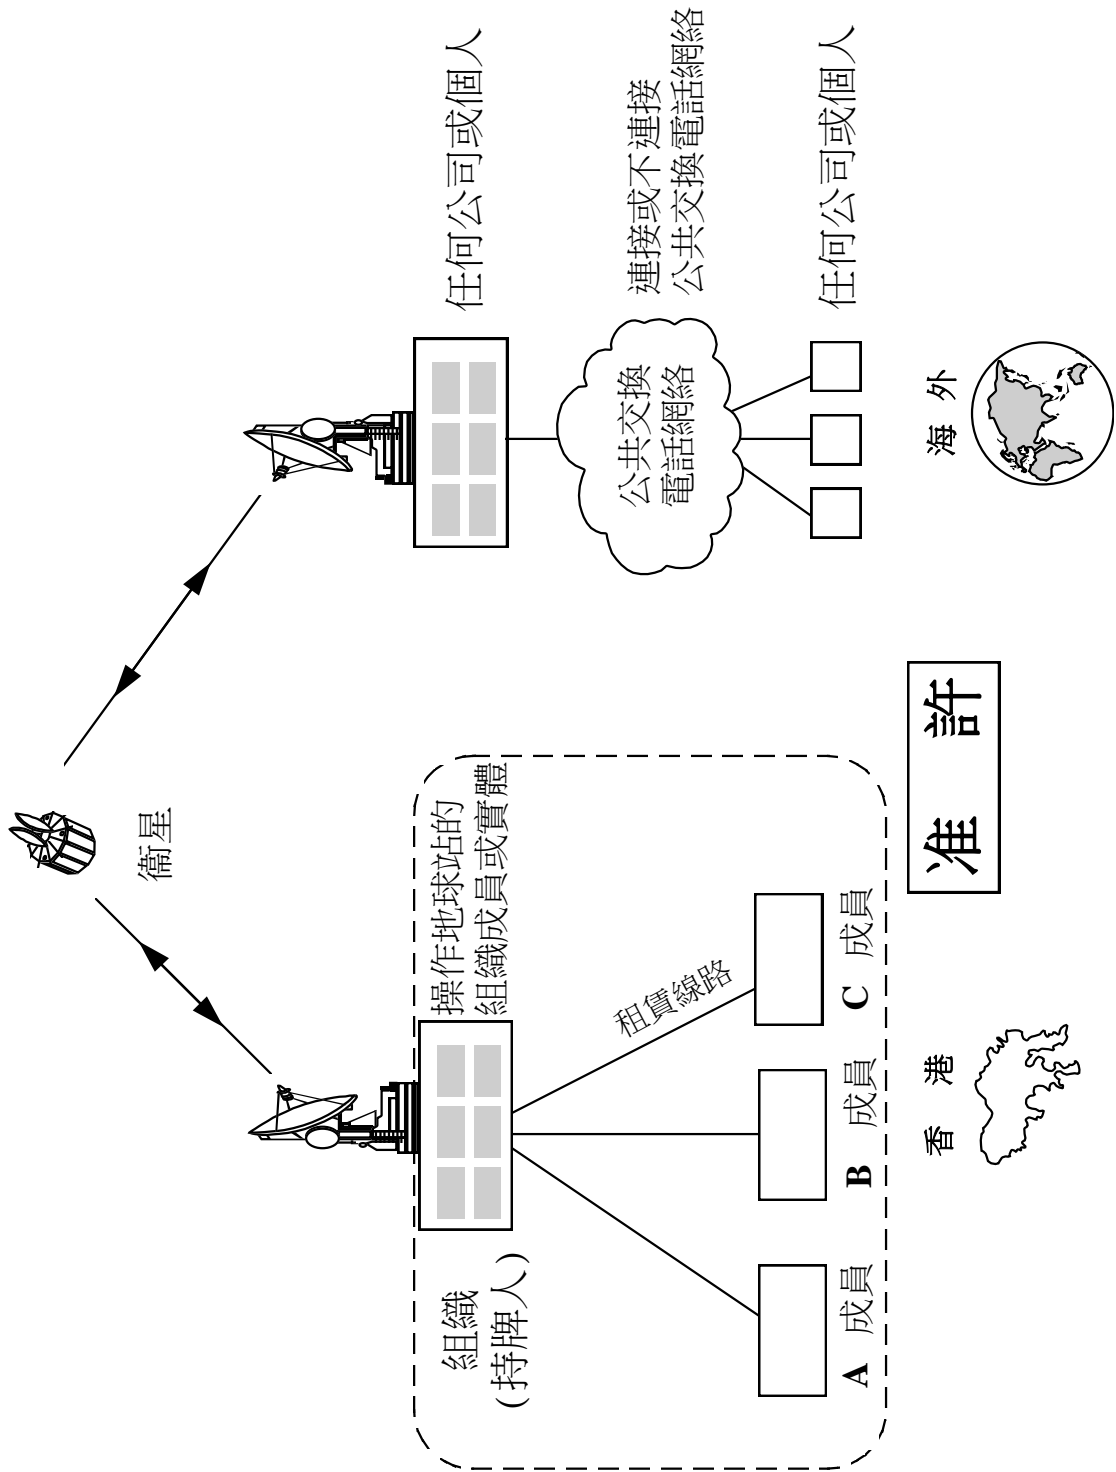 衞星
組織
(持牌人)
操作地球站的
組織成員或實體
租賃線路
A 成員
B 成員
C 成員
香 港
准 許
任何公司或個人
公共交換
電話網絡
連接或不連接
公共交換電話網絡
任何公司或個人
海 外